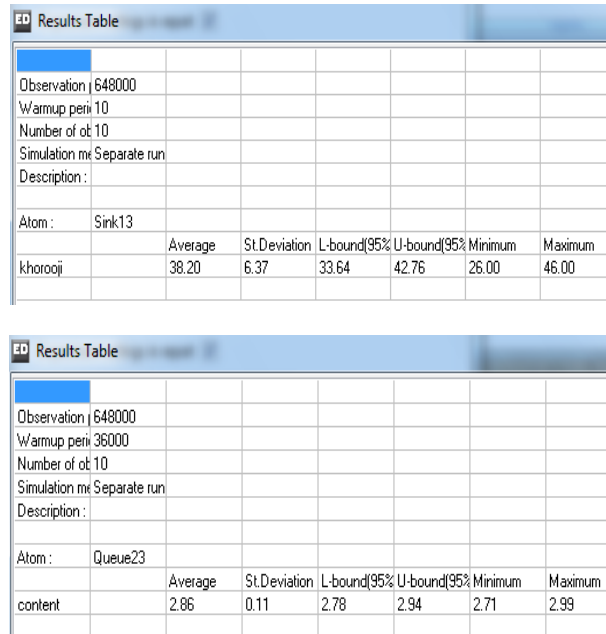 ED Results Table
Observation p 648000
Warmup peri 10
Number of ob 10
Simulation me Separate run
Description :
Atom : Sink13
Average St.Deviation L-bound(95% U-bound(95% Minimum Maximum
khorooji 38.20 6.37 33.64 42.76 26.00 46.00
ED Results Table
Observation p 648000
Warmup peri 36000
Number of ob 10
Simulation me Separate run
Description :
Atom : Queue23
Average St.Deviation L-bound(95% U-bound(95% Minimum Maximum
content 2.86 0.11 2.78 2.94 2.71 2.99